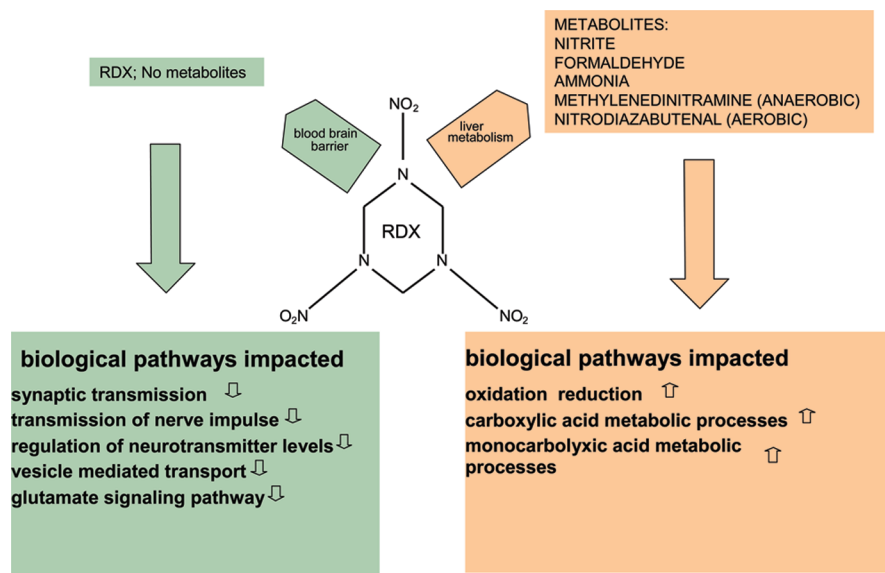 RDX; No metabolites
METABOLITES:
NITRITE
FORMALDEHYDE
AMMONIA
METHYLENEDINITRAMINE (ANAEROBIC)
NITRODIAZABUTENAL (AEROBIC)
blood brain
barrier
liver
metabolism
NO₂
N
RDX
N
N
O₂N
NO₂
biological pathways impacted
synaptic transmission
transmission of nerve impulse
regulation of neurotransmitter levels
vesicle mediated transport
glutamate signaling pathway
biological pathways impacted
oxidation reduction
carboxylic acid metabolic processes
monocarbolyxic acid metabolic
processes